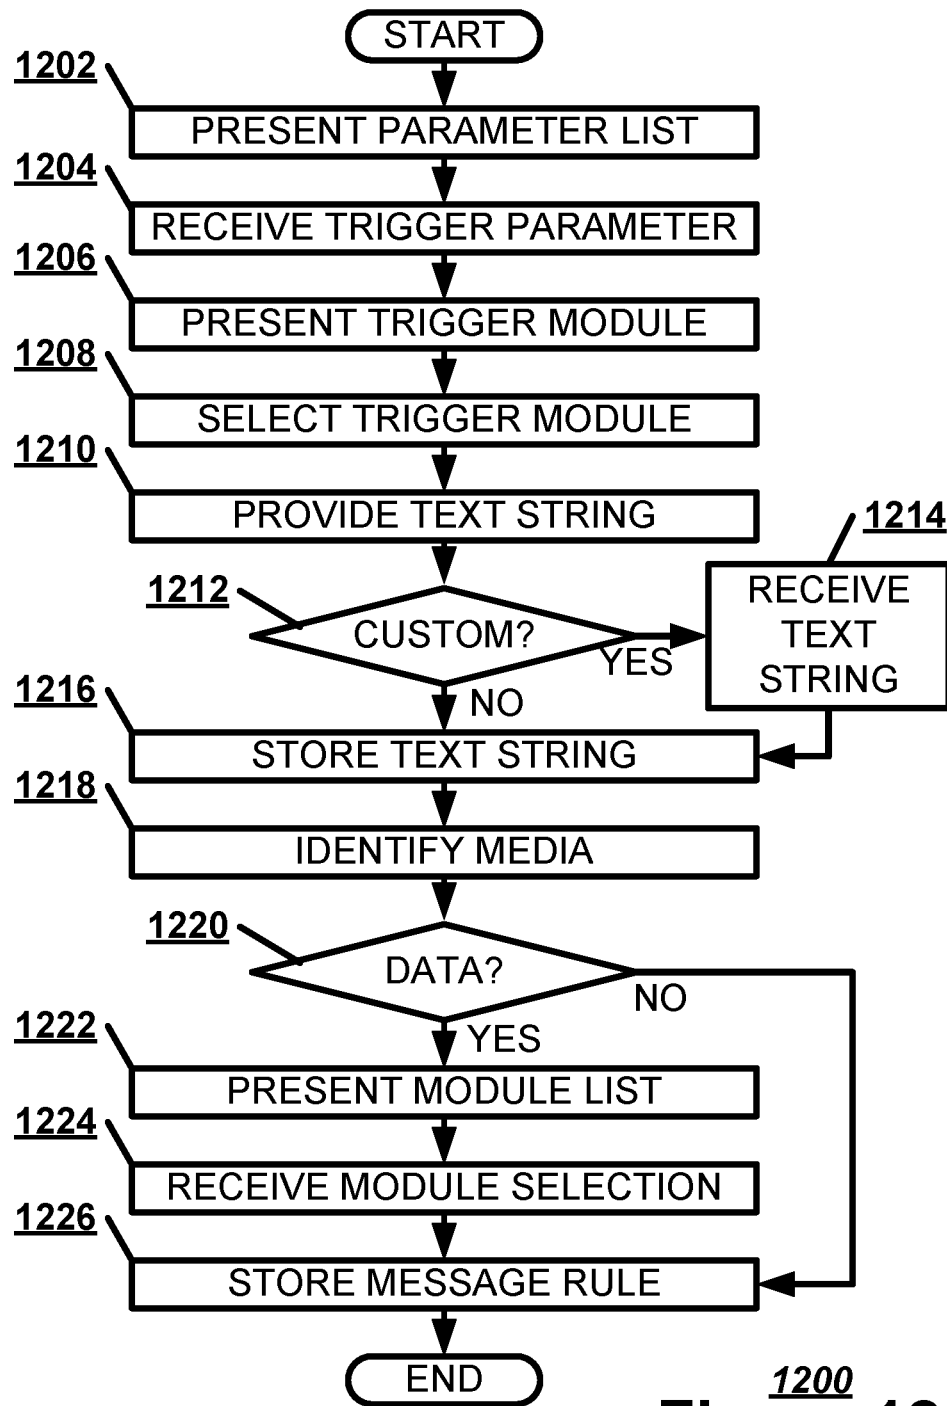 START
1202
PRESENT PARAMETER LIST
1204
RECEIVE TRIGGER PARAMETER
1206
PRESENT TRIGGER MODULE
1208
SELECT TRIGGER MODULE
1210
PROVIDE TEXT STRING
1212
CUSTOM?
YES
1214
RECEIVE
TEXT
STRING
NO
1216
STORE TEXT STRING
1218
IDENTIFY MEDIA
1220
DATA?
NO
YES
1222
PRESENT MODULE LIST
1224
RECEIVE MODULE SELECTION
1226
STORE MESSAGE RULE
END
1200